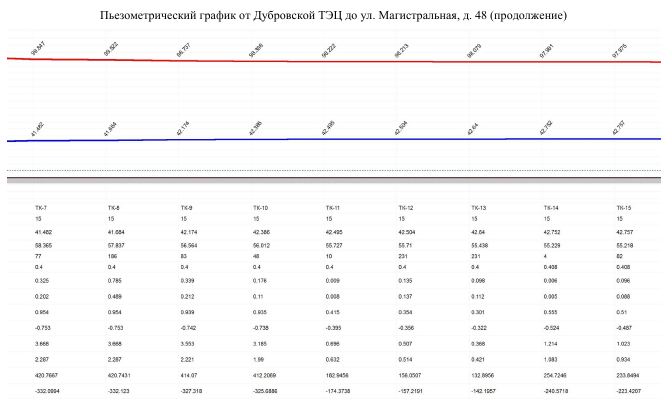 Пьезометрический график от Дубровской ТЭЦ до ул. Магистральная, д. 48 (продолжение)
99.847 99.522 98.737 98.398 98.222 98.213 98.079 97.981 97.975
41.482 41.684 42.174 42.386 42.495 42.504 42.64 42.752 42.757
ТК-7 ТК-8 ТК-9 ТК-10 ТК-11 ТК-12 ТК-13 ТК-14 ТК-15
15 15 15 15 15 15 15 15 15
41.482 41.684 42.174 42.386 42.495 42.504 42.64 42.752 42.757
58.365 57.837 56.564 56.012 55.727 55.71 55.438 55.229 55.218
77 186 83 48 10 231 231 4 82
0.4 0.4 0.4 0.4 0.4 0.4 0.4 0.408 0.408
0.325 0.785 0.339 0.176 0.009 0.135 0.098 0.006 0.096
0.202 0.489 0.212 0.11 0.008 0.137 0.112 0.005 0.088
0.954 0.954 0.939 0.935 0.415 0.354 0.301 0.555 0.51
-0.753 -0.753 -0.742 -0.738 -0.395 -0.356 -0.322 -0.524 -0.487
3.668 3.668 3.553 3.185 0.696 0.507 0.368 1.214 1.023
2.287 2.287 2.221 1.99 0.632 0.514 0.421 1.083 0.934
420.7667 420.7431 414.07 412.2069 182.9456 156.0507 132.8956 254.7246 233.8494
-332.0994 -332.123 -327.318 -325.6886 -174.3738 -157.2191 -142.1957 -240.5718 -223.4207